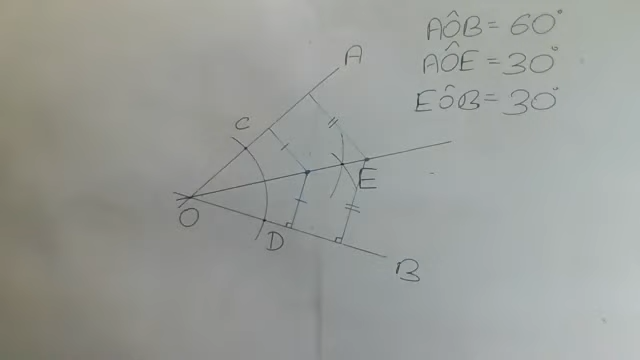 AÔB = 60°
AÔE = 30°
EÔB = 30°
A
C
E
O
D
B